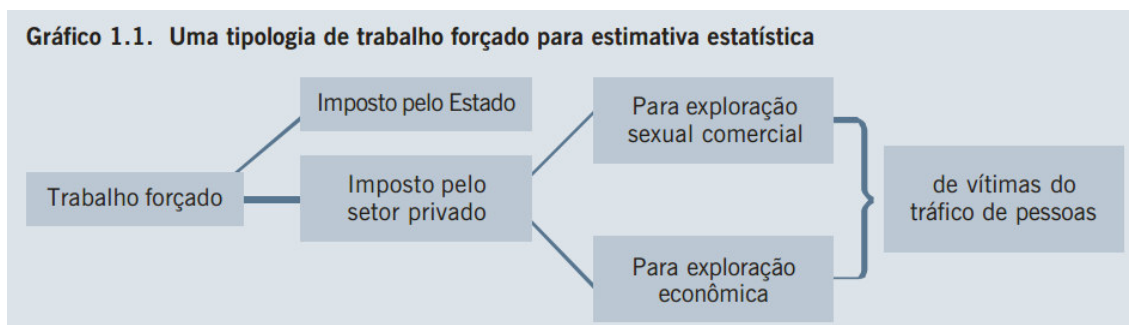 Gráfico 1.1. Uma tipologia de trabalho forçado para estimativa estatística
Imposto pelo Estado
Para exploração
sexual comercial
Trabalho forçado
Imposto pelo
setor privado
de vítimas do
tráfico de pessoas
Para exploração
econômica